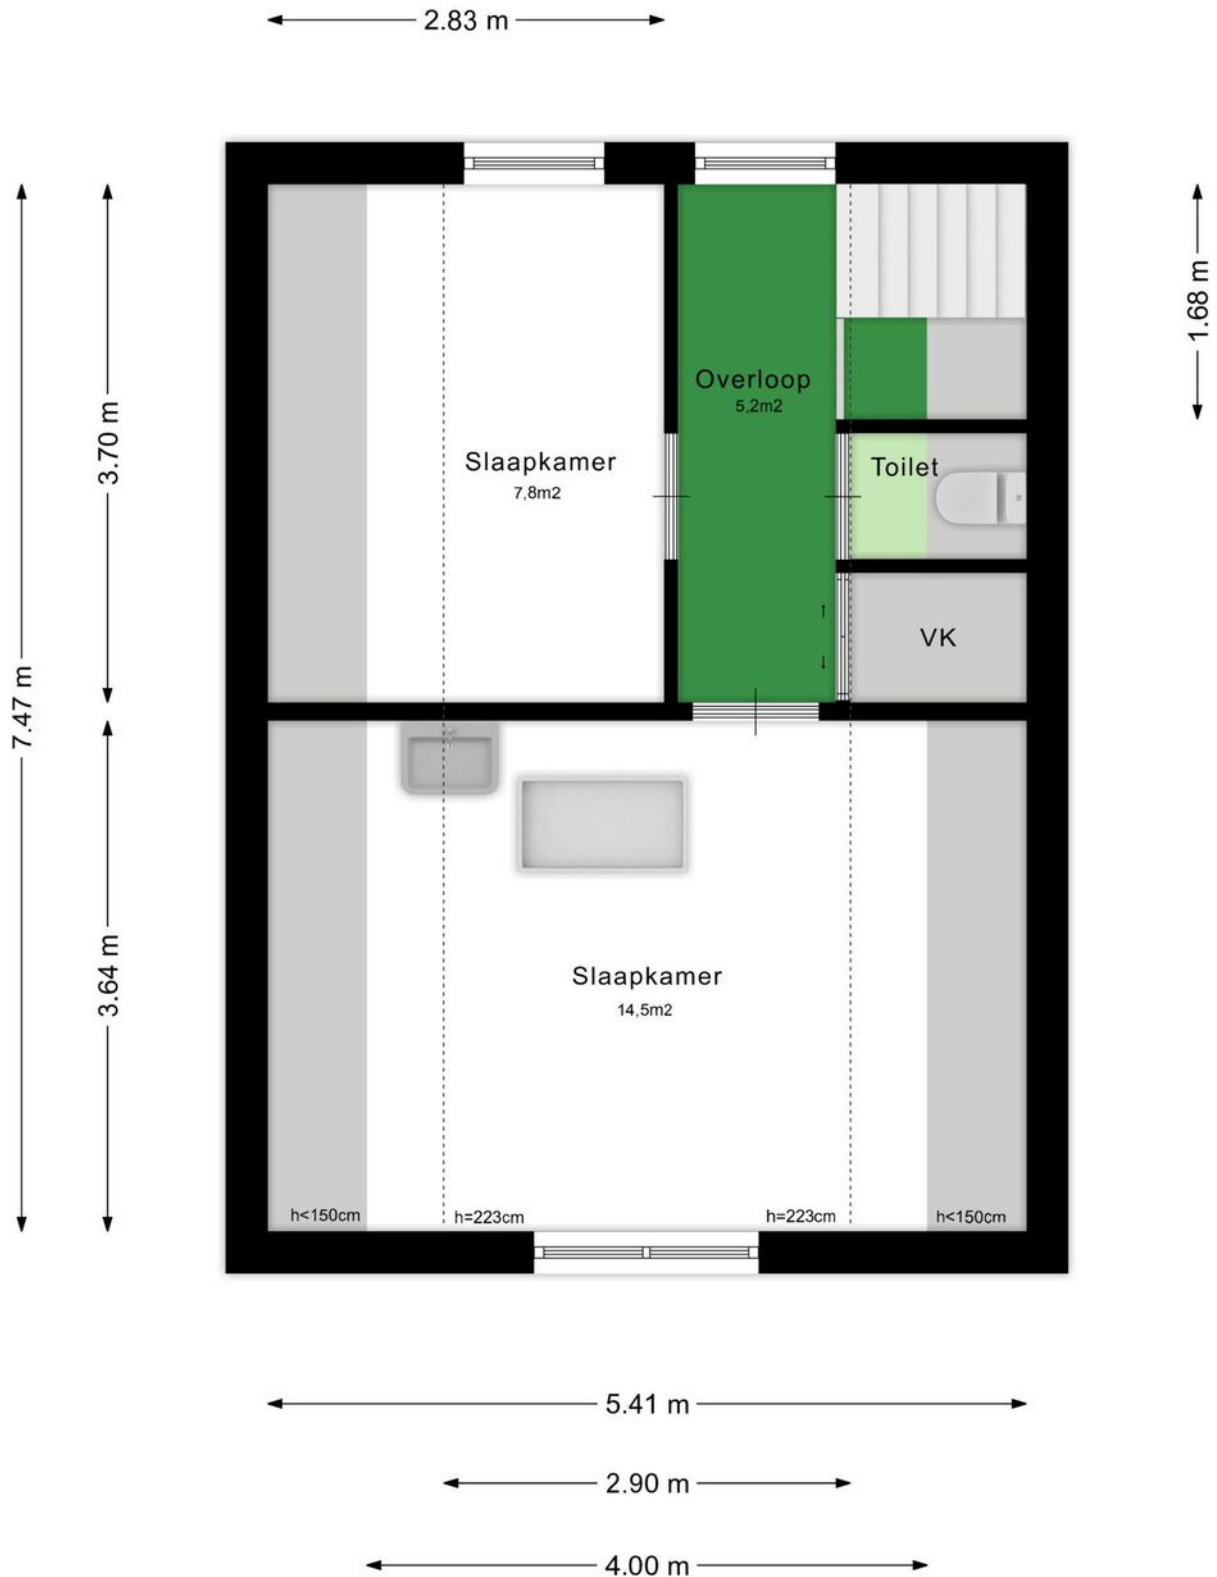 2.83 m
1.68 m
3.70 m
Overloop
5,2m2
Slaapkamer
7,8m2
Toilet
VK
7.47 m
3.64 m
Slaapkamer
14,5m2
h<150cm
h=223cm
h=223cm
h<150cm
5.41 m
2.90 m
4.00 m